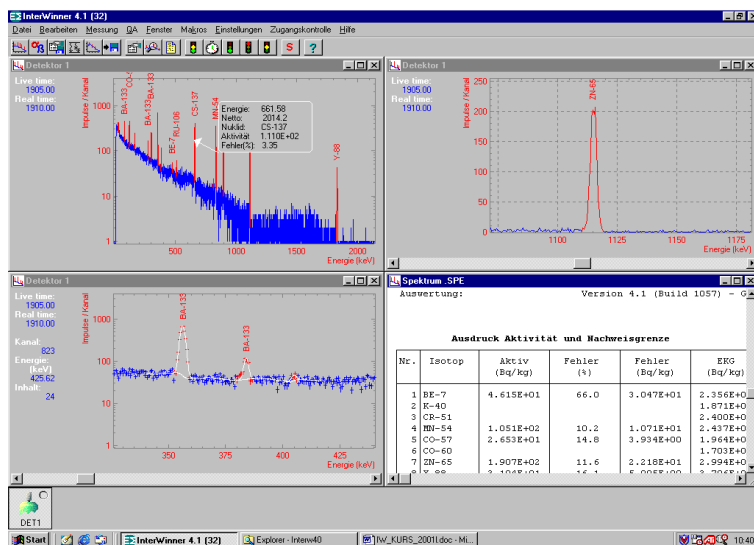 InterWinner 4.1 (32)
Datei Bearbeiten Messung QA Fenster Makros Einstellungen Zugangskontrolle Hilfe
S ?
Detektor 1
Live time:
1905.00
Real time:
1910.00
Impulse / Kanal
1000
100
10
1
500
1000
1500
2000
Energie (keV)
BA-133
BA-133
BA-133
BE-7
RU-106
CS-137
MN-54
Y-88
Energie: 661.58
Netto: 2014.2
Nuklid: CS-137
Aktivität 1.110E+02
Fehler(%): 3.35
Detektor 1
Live time:
1905.00
Real time:
1910.00
Impulse / Kanal
250
200
150
100
50
0
1100
1125
1150
1175
Energie (keV)
ZN-65
Detektor 1
Live time:
1905.00
Real time:
1910.00
Kanal:
823
Energie:
(keV)
425.62
Inhalt:
24
Impulse / Kanal
1000
100
10
1
350
375
400
425
Energie (keV)
BA-133
BA-133
Spektrum .SPE
Auswertung: Version 4.1 (Build 1057) - G
Ausdruck Aktivität und Nachweisgrenze
Nr. Isotop Aktiv Fehler Fehler EKG
(Bq/kg) (%) (Bq/kg) (Bq/kg)
1 BE-7 4.615E+01 66.0 3.047E+01 2.356E+0
2 K-40 1.871E+0
3 CR-51 2.400E+0
4 MN-54 1.051E+02 10.2 1.071E+01 2.437E+0
5 CO-57 2.653E+01 14.8 3.934E+00 1.964E+0
6 CO-60 1.703E+0
7 ZN-65 1.907E+02 11.6 2.218E+01 2.994E+0
DET1
Start InterWinner 4.1 (32) Explorer - Interw40 IW_KURS_2001l.doc - Mi... 10:40